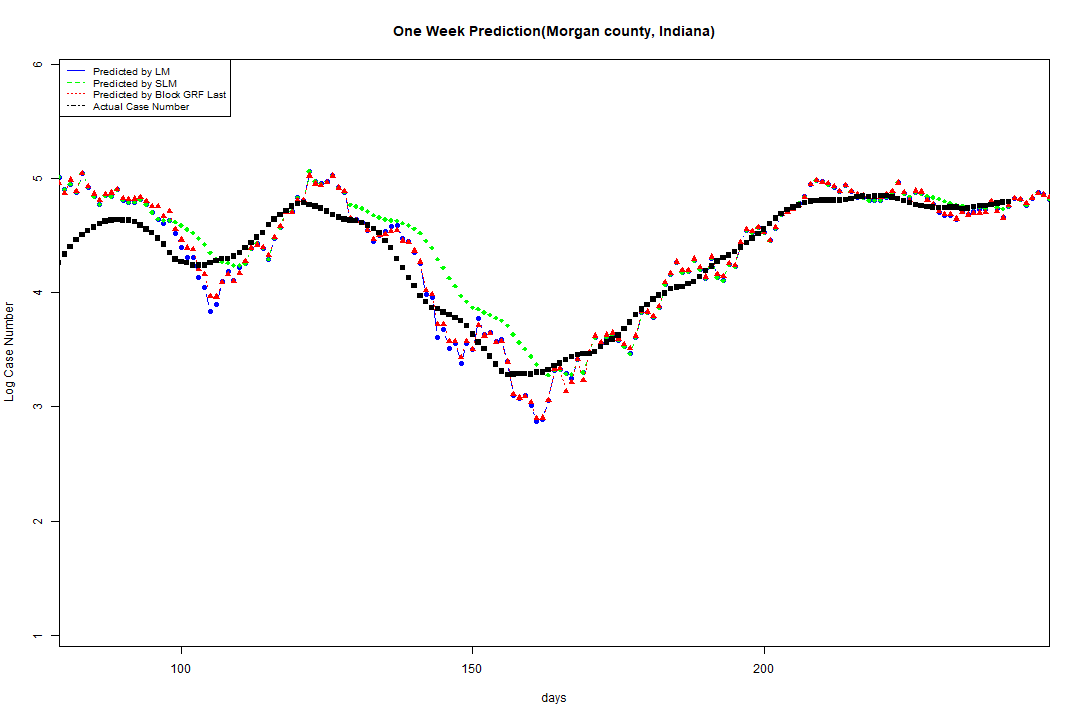 One Week Prediction(Morgan county, Indiana)
Predicted by LM
Predicted by SLM
Predicted by Block GRF Last
Actual Case Number
Log Case Number
6
5
4
3
2
1
100
150
200
days